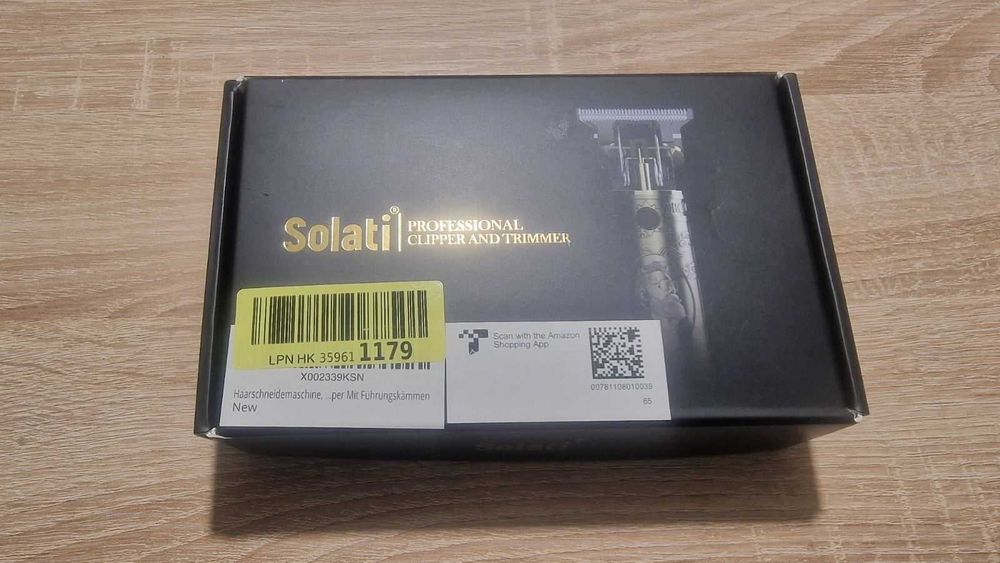 Solati®
PROFESSIONAL
CLIPPER AND TRIMMER
LPN HK 35961 1179
X002339KSN
Haarschneidemaschine, ...per Mit Führungskämmen
New
Scan with the Amazon
Shopping App
00781108010039
65
Solati